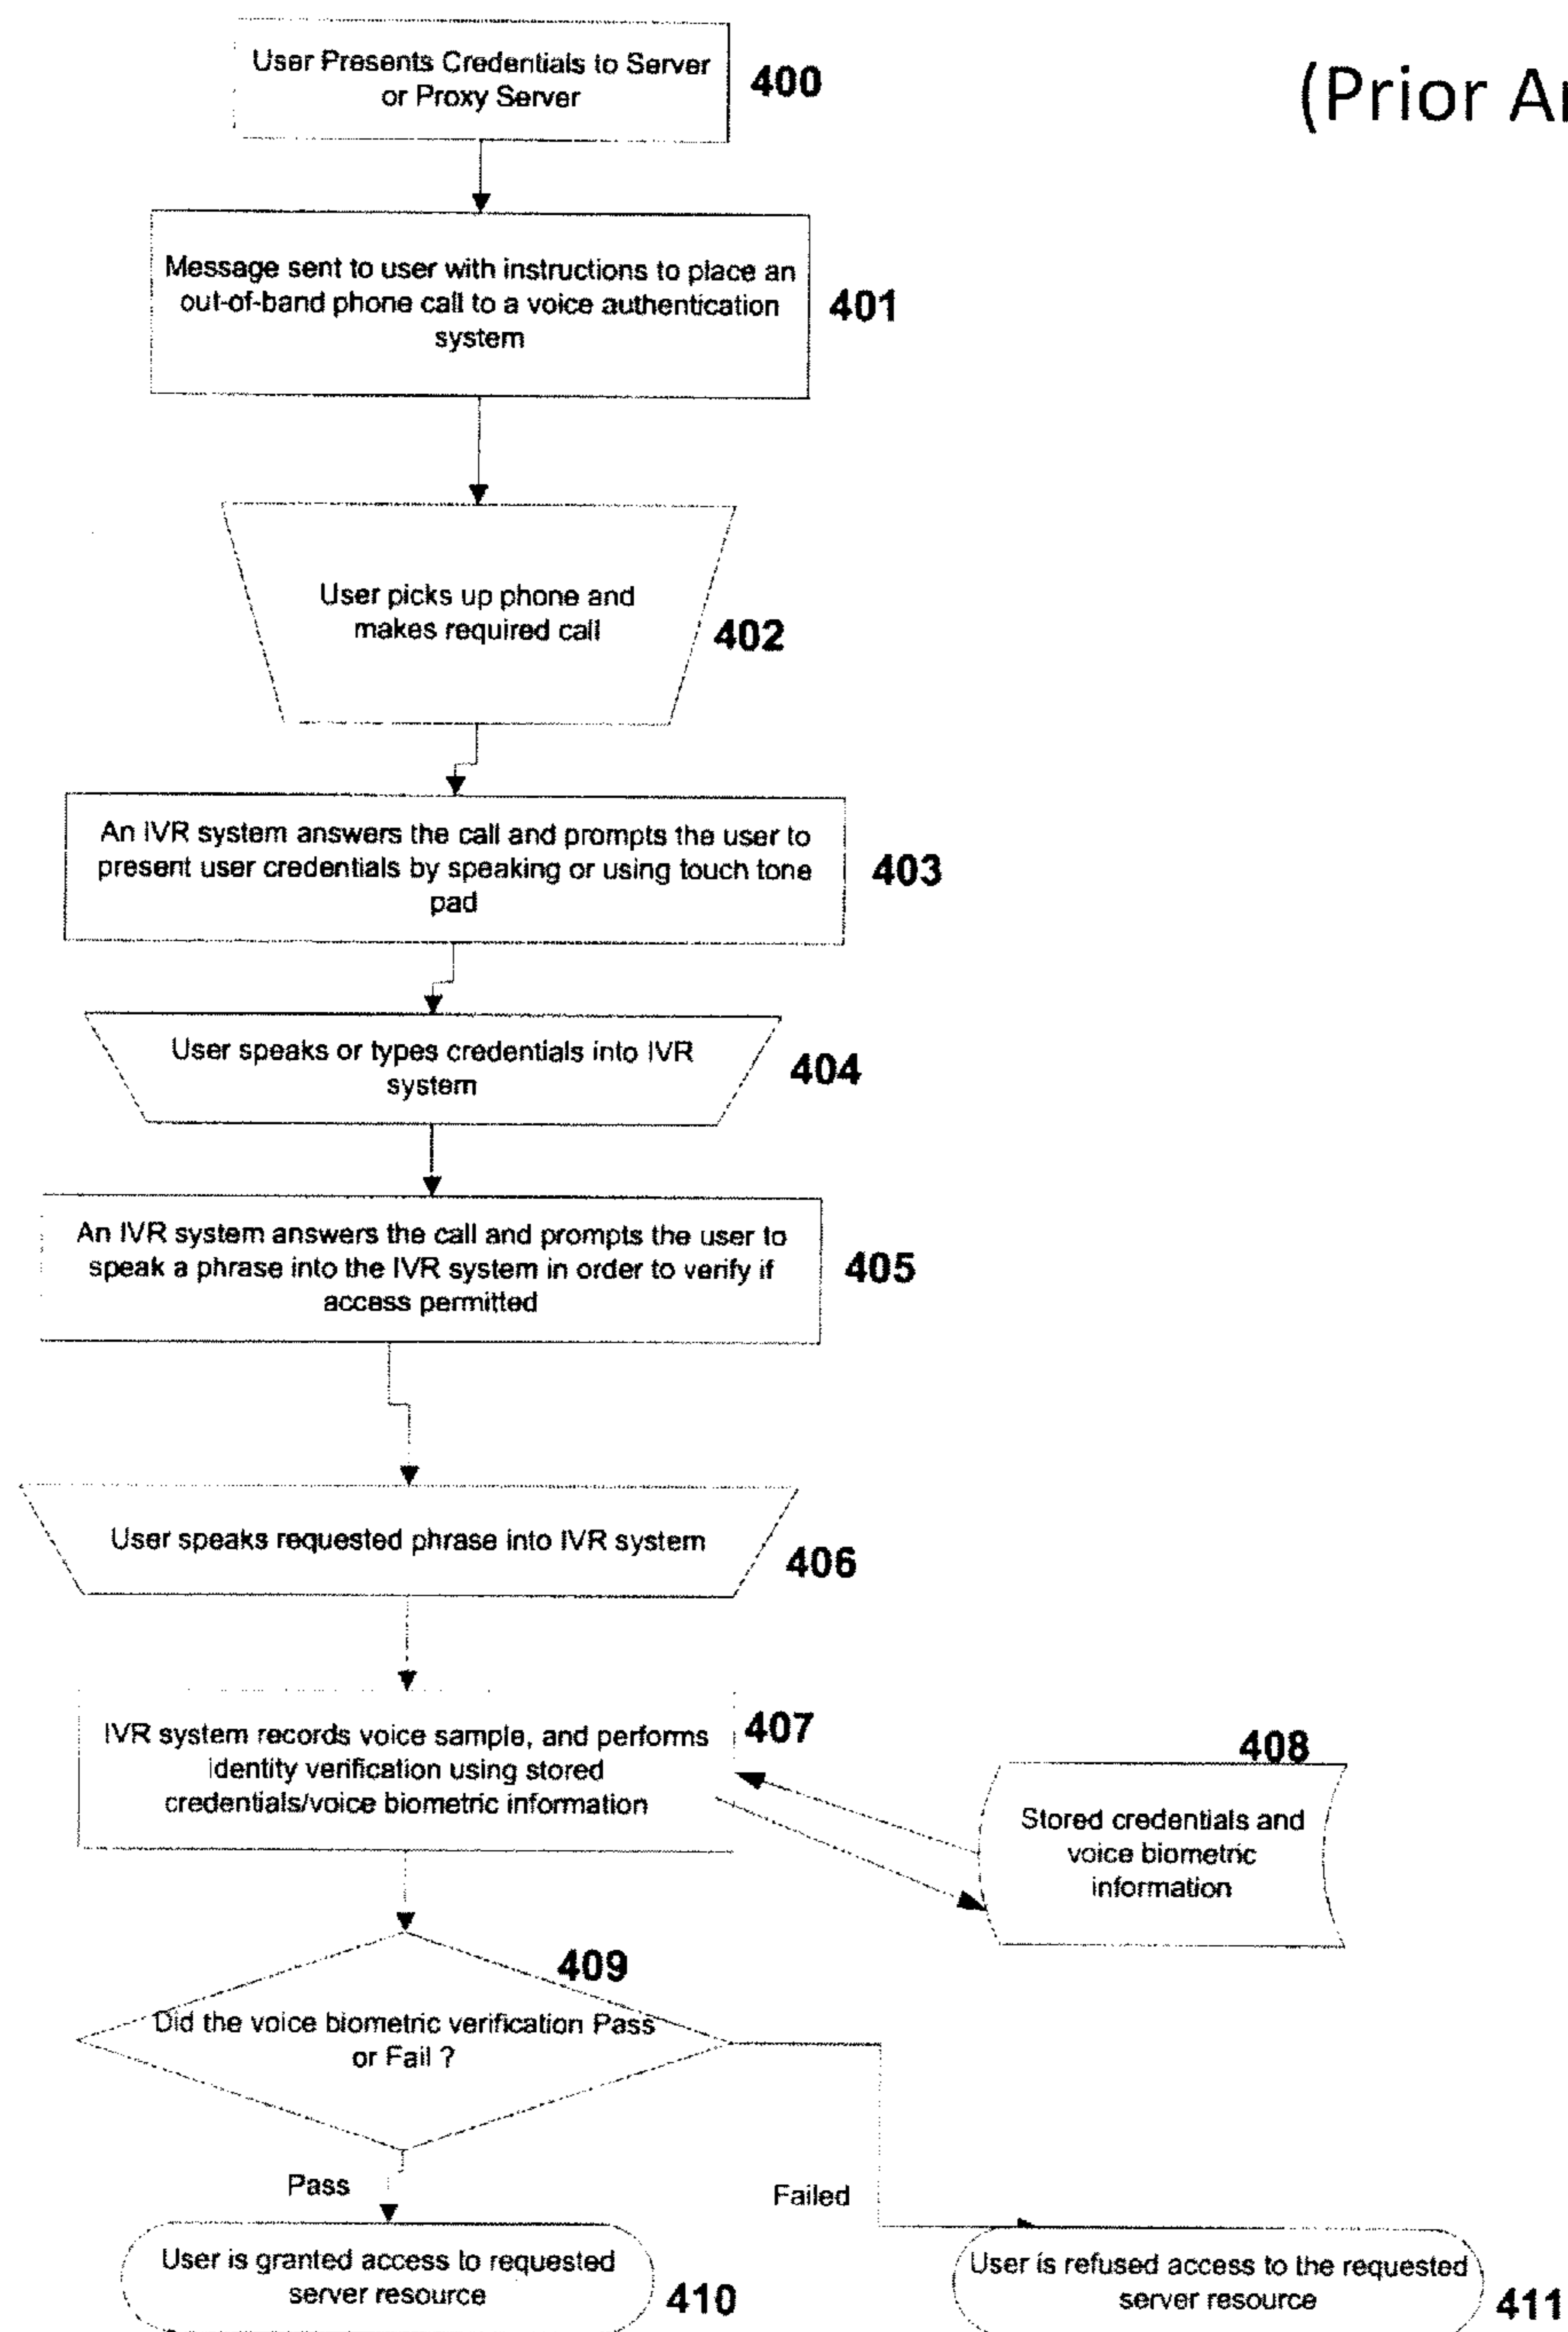 (Prior Ar
User Presents Credentials to Server
or Proxy Server
400
Message sent to user with instructions to place an
out-of-band phone call to a voice authentication
system
401
User picks up phone and
makes required call
402
An IVR system answers the call and prompts the user to
present user credentials by speaking or using touch tone
pad
403
User speaks or types credentials into IVR
system
404
An IVR system answers the call and prompts the user to
speak a phrase into the IVR system in order to verify if
access permitted
405
User speaks requested phrase into IVR system
406
IVR system records voice sample, and performs
identity verification using stored
credentials/voice biometric information
407
408
Stored credentials and
voice biometric
information
409
Did the voice biometric verification Pass
or Fail ?
Pass
Failed
User is granted access to requested
server resource
410
User is refused access to the requested
server resource
411